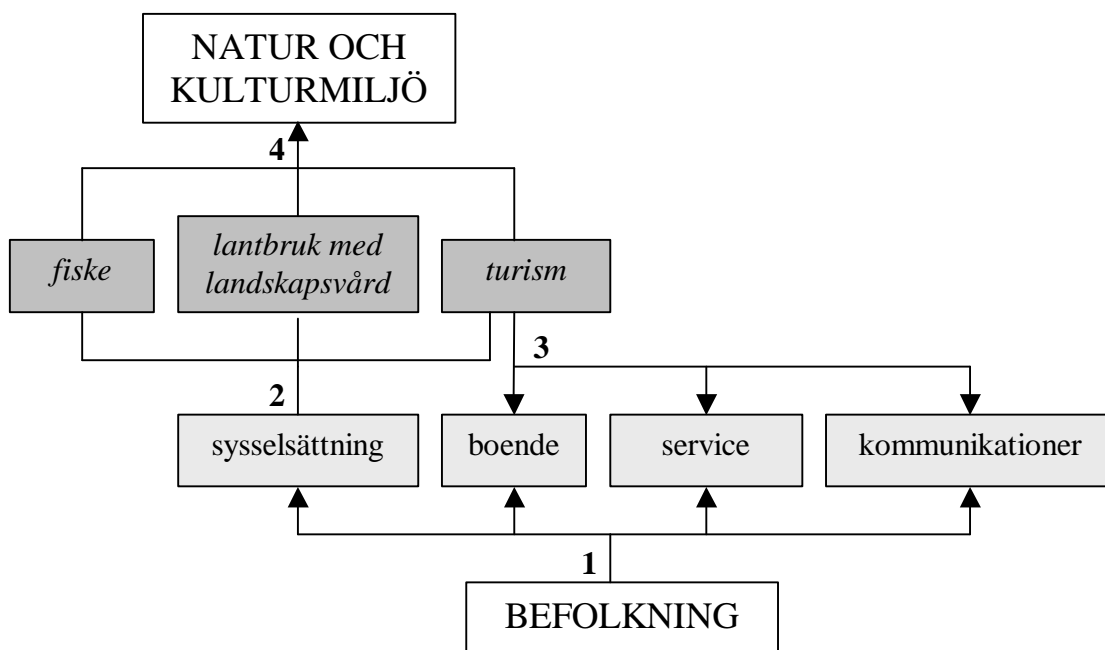 NATUR OCH
KULTURMILJÖ
4
fiske
lantbruk med
landskapsvård
turism
3
2
sysselsättning
boende
service
kommunikationer
1
BEFOLKNING